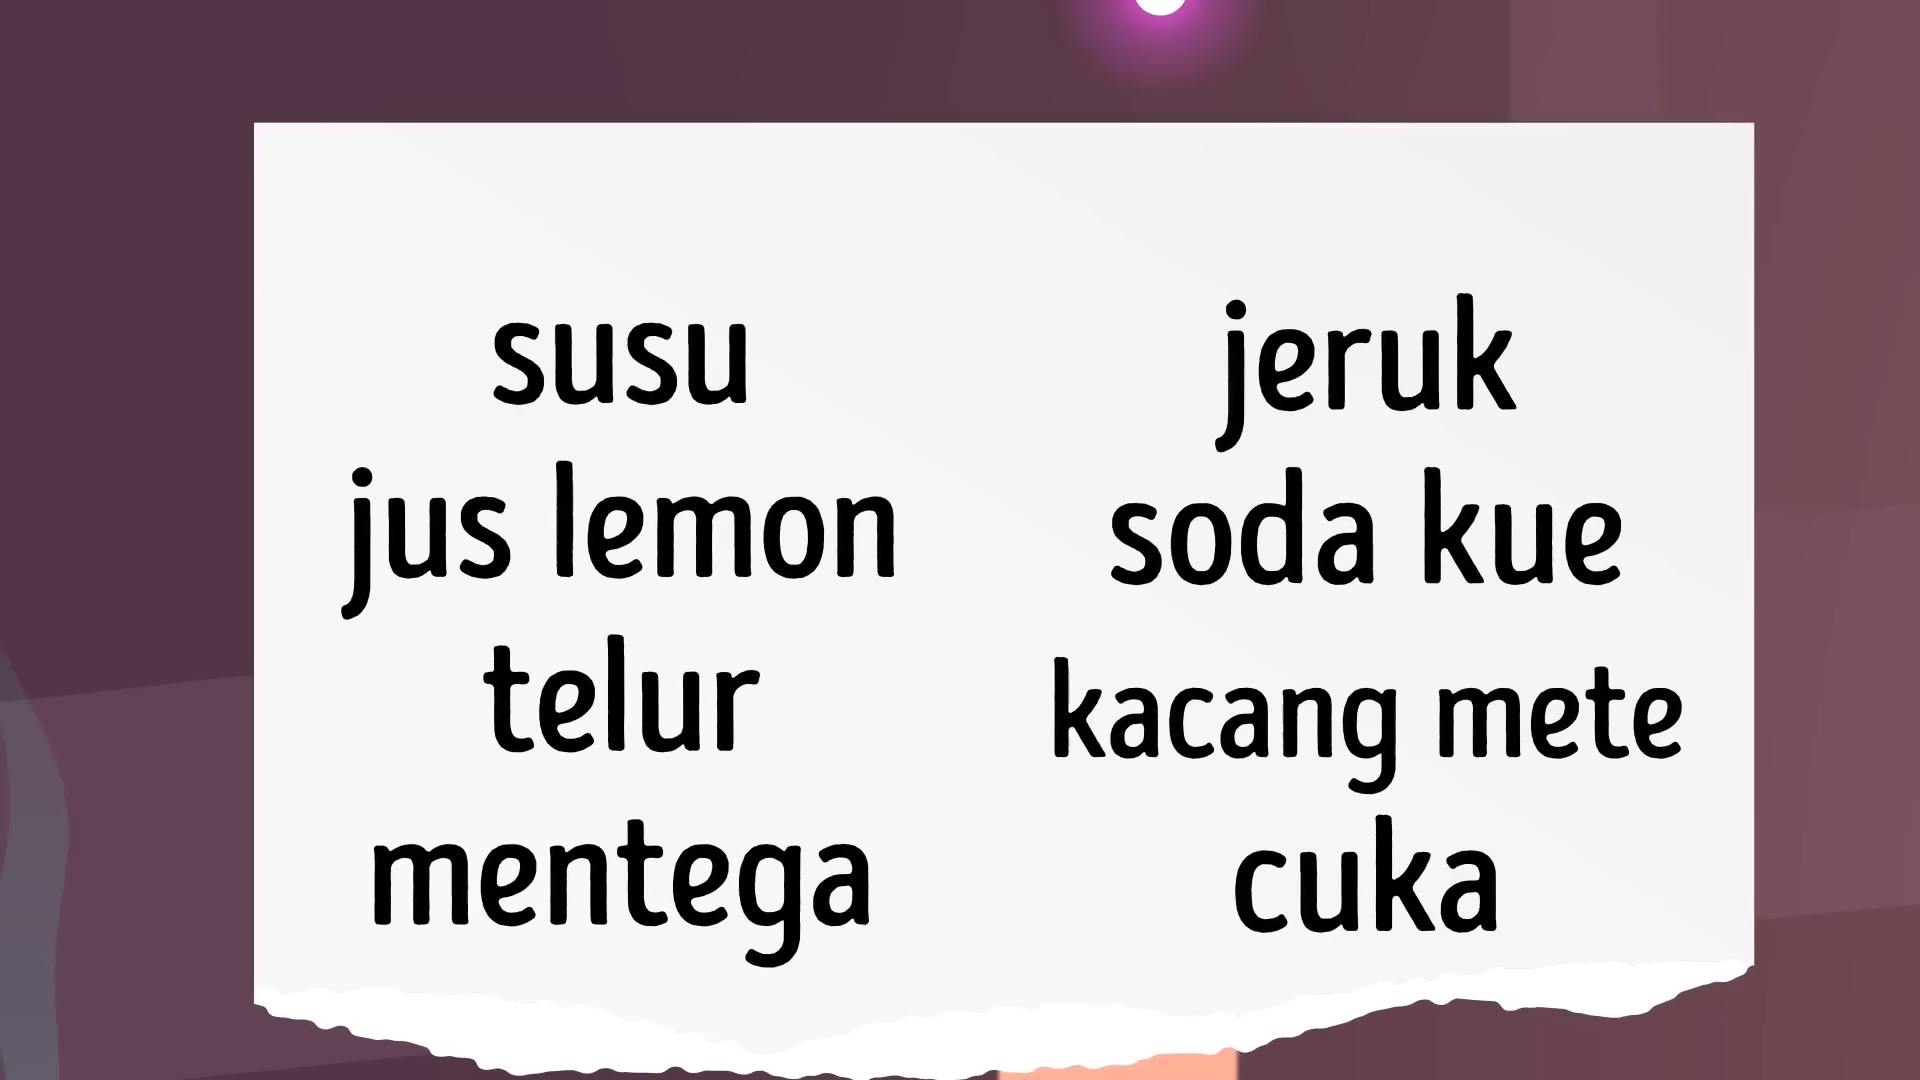 susu
jus lemon
telur
mentega
jeruk
soda kue
kacang mete
cuka